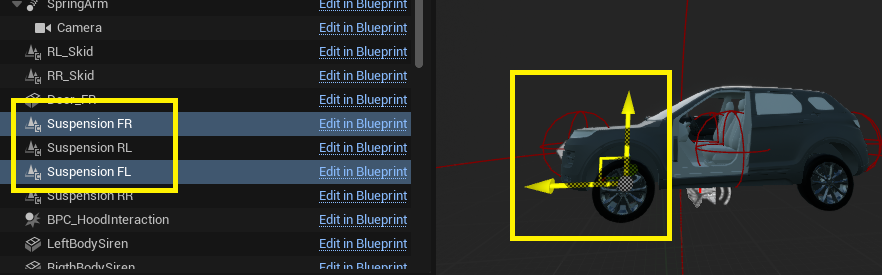 SpringArm Edit in Blueprint
Camera Edit in Blueprint
RL_Skid Edit in Blueprint
RR_Skid Edit in Blueprint
Door_FR Edit in Blueprint
Suspension FR Edit in Blueprint
Suspension RL Edit in Blueprint
Suspension FL Edit in Blueprint
Suspension RR Edit in Blueprint
BPC_HoodInteraction Edit in Blueprint
LeftBodySiren Edit in Blueprint
RigthBodySiren Edit in Blueprint